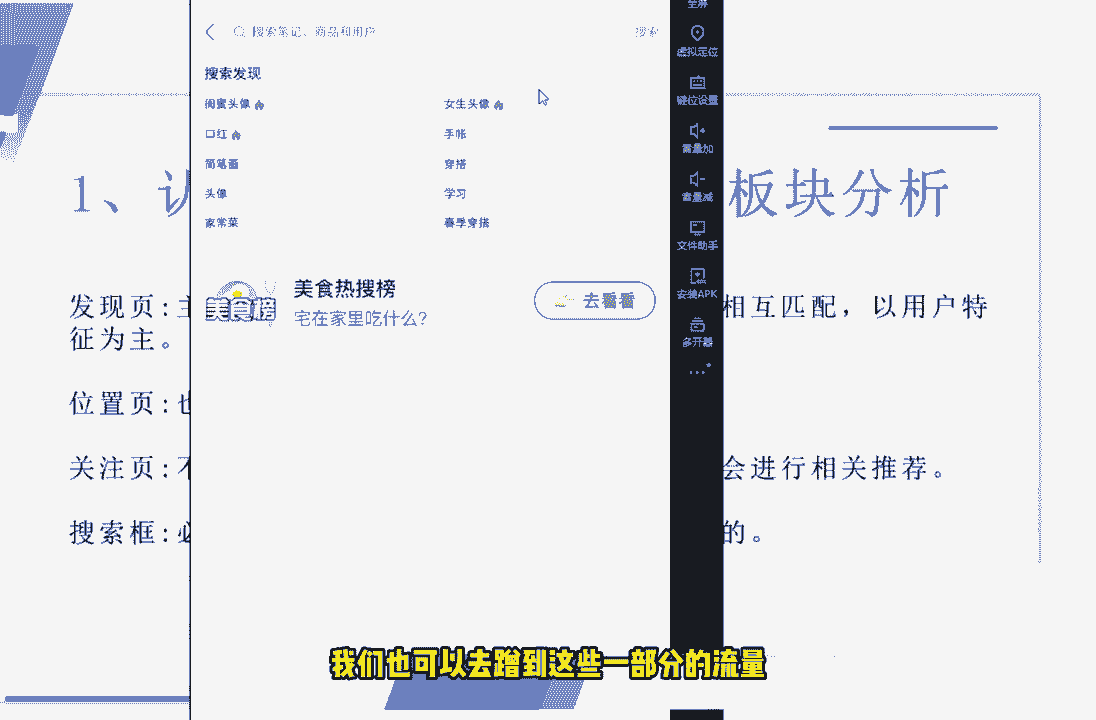 搜索笔记、商品和用户
搜索
搜索发现
闺蜜头像
女生头像
口红
手帐
简笔画
穿搭
头像
学习
家常菜
春季穿搭
美食榜
美食热搜榜
宅在家里吃什么?
去看看
全屏
虚拟定位
键位设置
音量加
音量减
文件助手
安装APK
多开器
1、
板块分析
发现页:主
相互匹配，以用户特
征为主。
位置页:也
关注页:不
会进行相关推荐。
搜索框:必
的。
我们也可以去蹭到这些一部分的流量